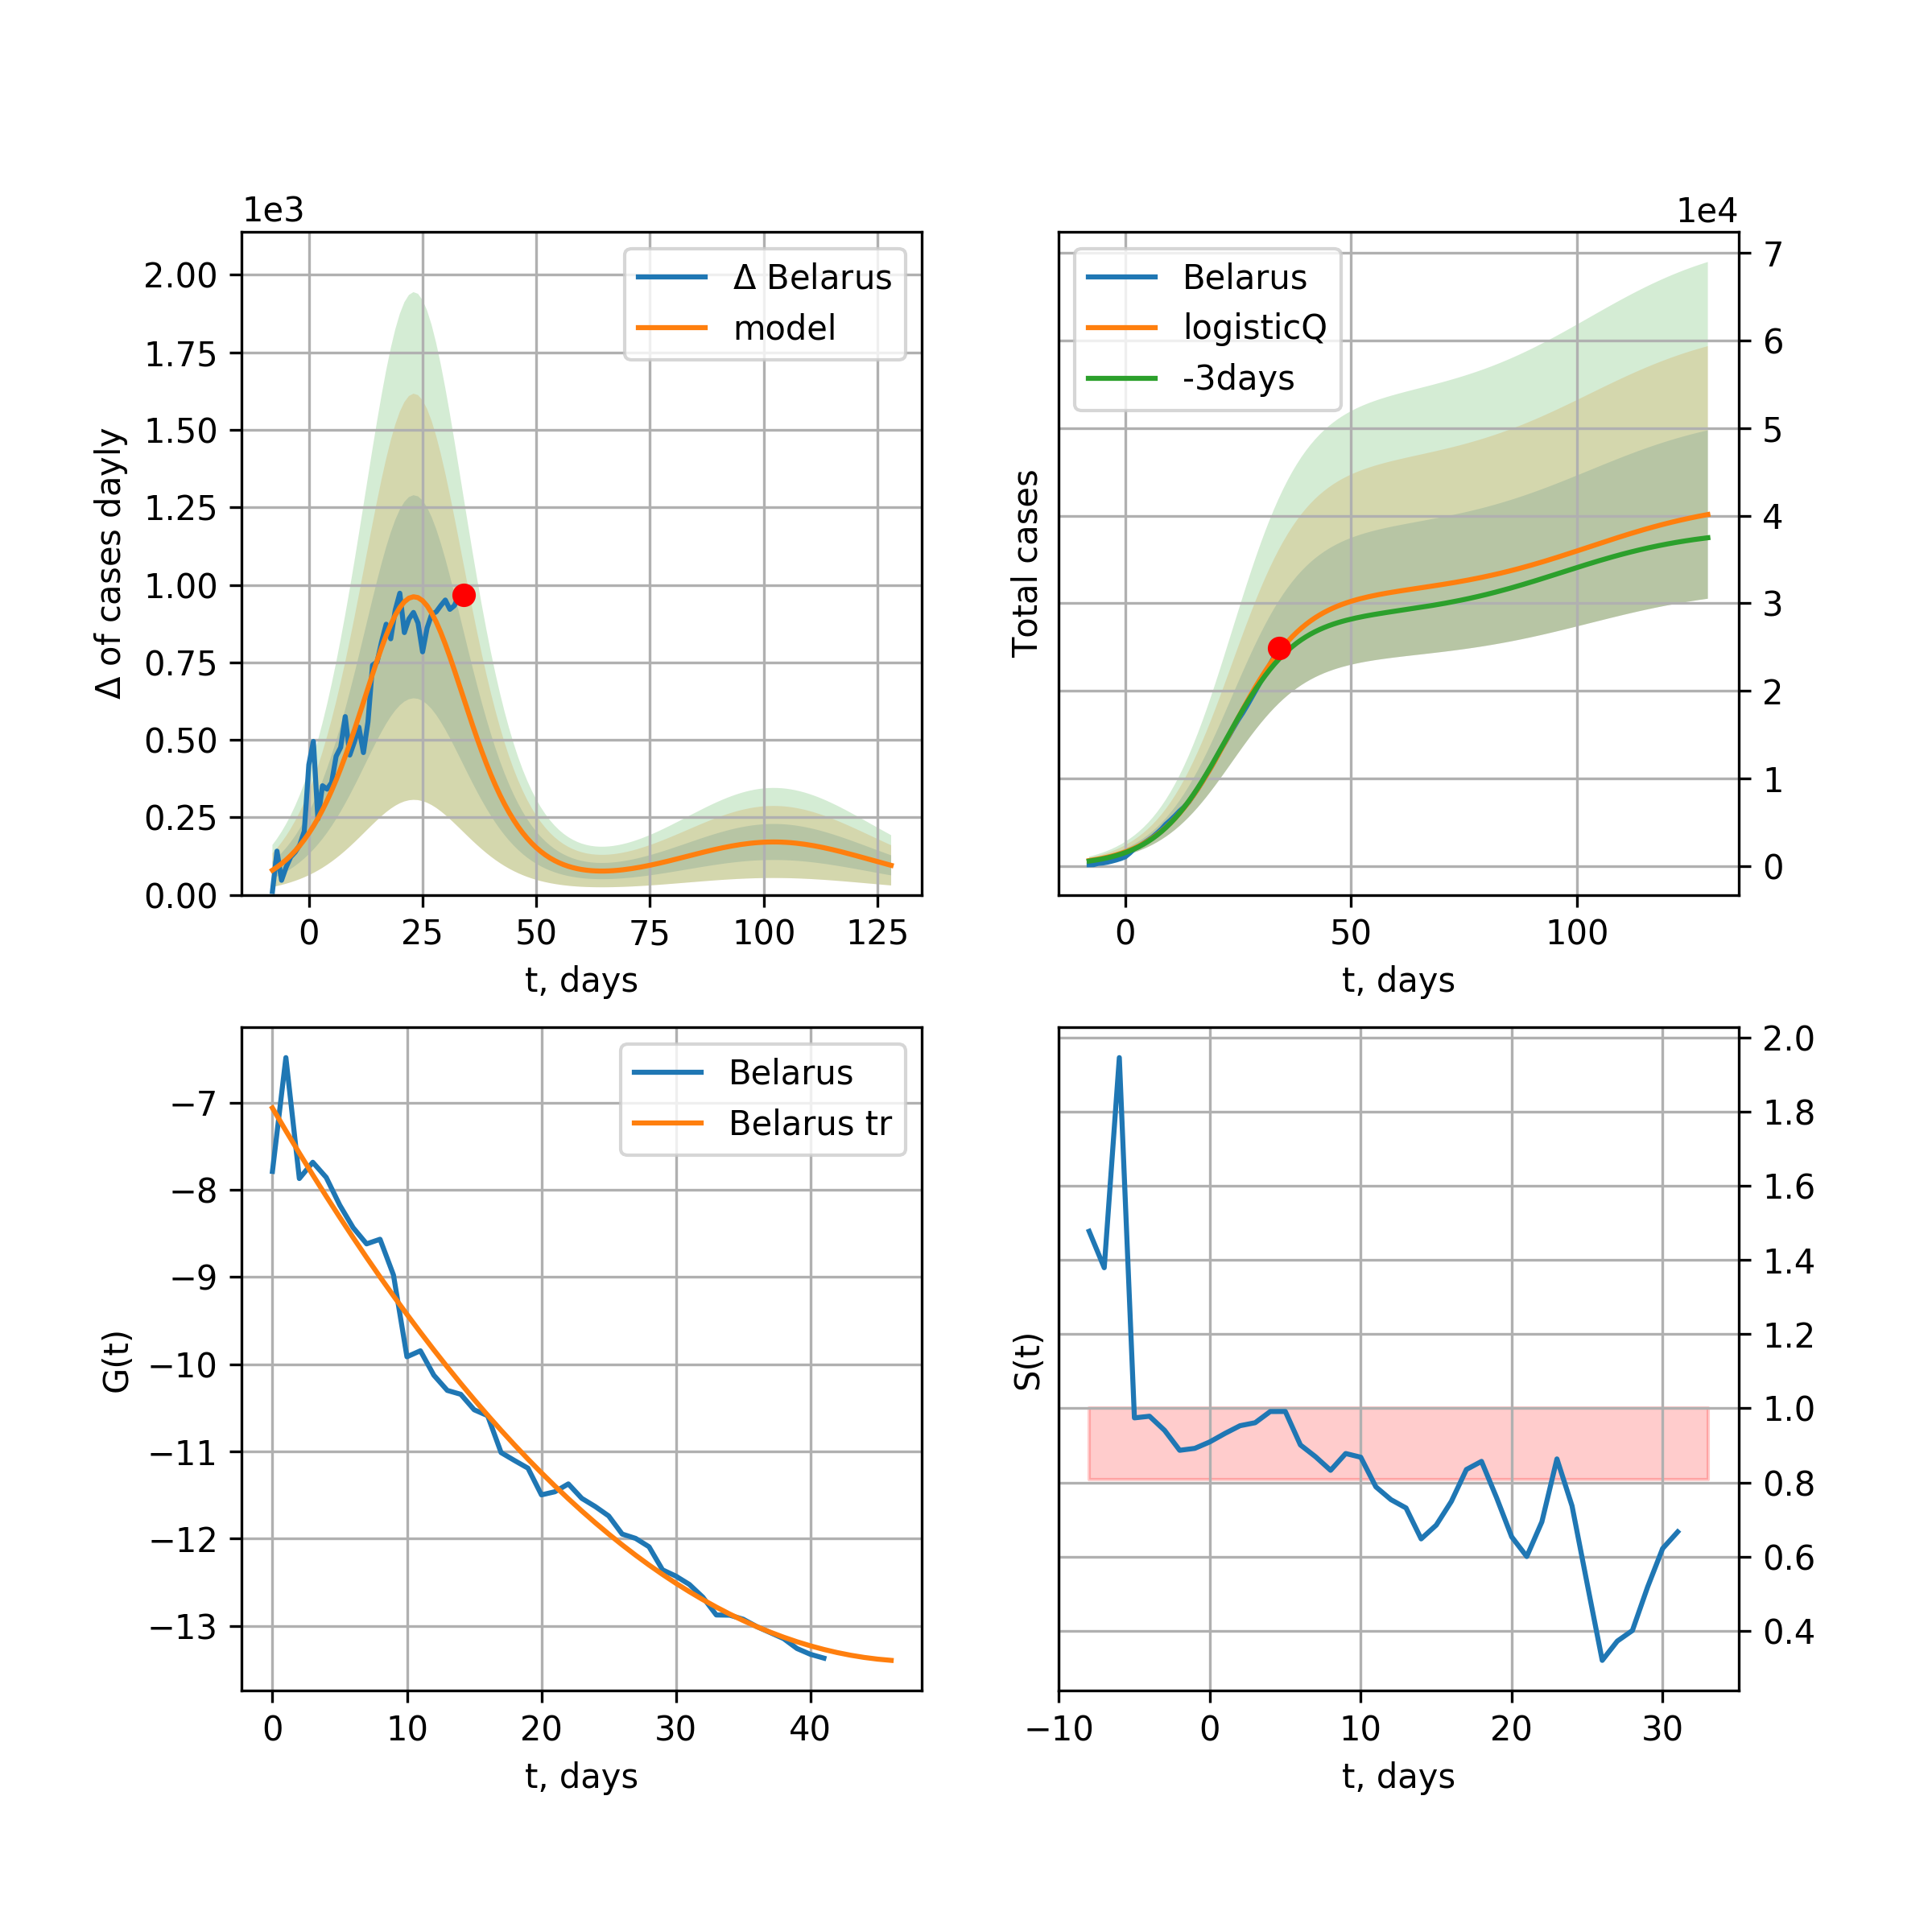 1e3
Δ of cases dayly
2.00
1.75
1.50
1.25
1.00
0.75
0.50
0.25
0.00
Δ Belarus
model
0 25 50 75 100 125
t, days
1e4
Total cases
Belarus
logisticQ
-3days
7
6
5
4
3
2
1
0
0 50 100
t, days
G(t)
−7
−8
−9
−10
−11
−12
−13
Belarus
Belarus tr
0 10 20 30 40
t, days
S(t)
2.0
1.8
1.6
1.4
1.2
1.0
0.8
0.6
0.4
−10 0 10 20 30
t, days